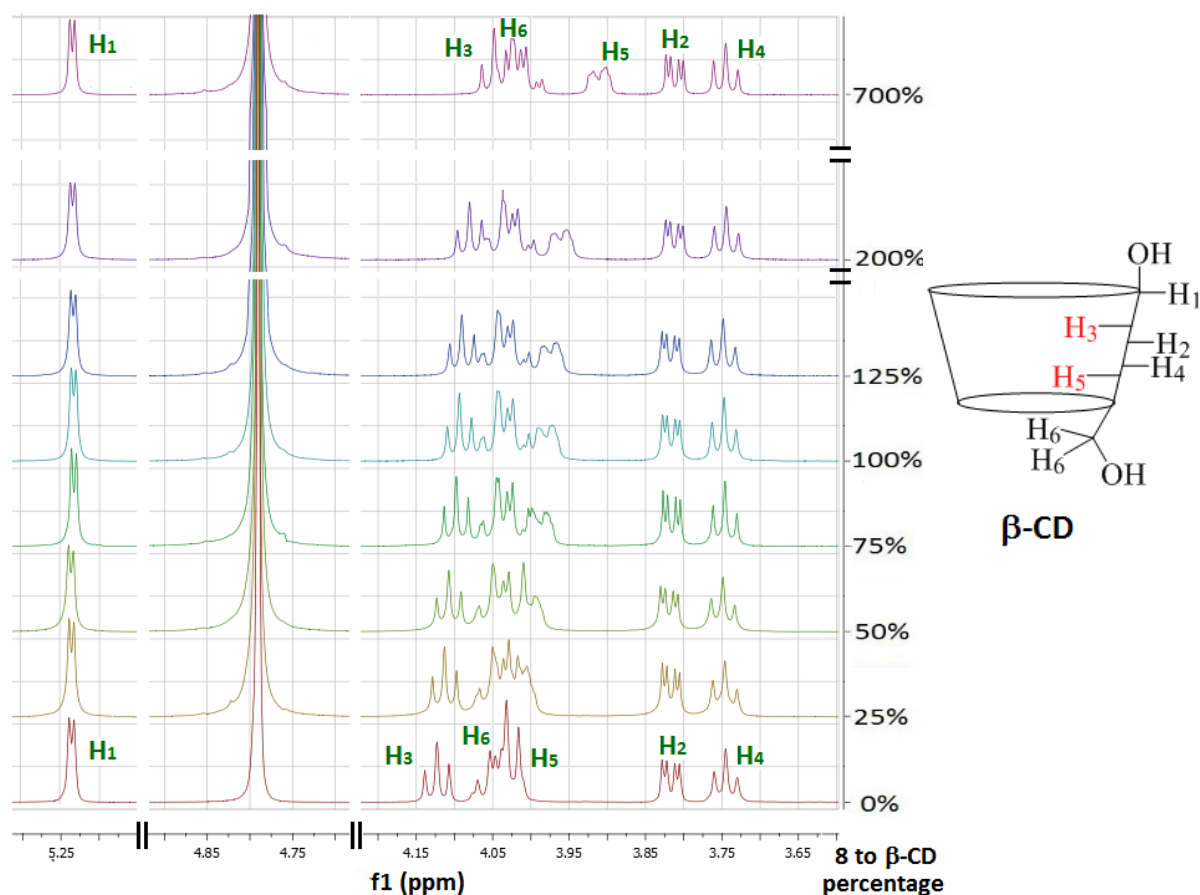 H1
H3
H6
H5
H2
H4
700%
200%
125%
100%
75%
50%
25%
H1
H3
H6
H5
H2
H4
0%
5.25
4.85
4.75
4.15
4.05
3.95
3.85
3.75
3.65
f1 (ppm)
8 to β-CD
percentage
OH
H1
H3
H2
H4
H5
H6
H6
OH
β-CD